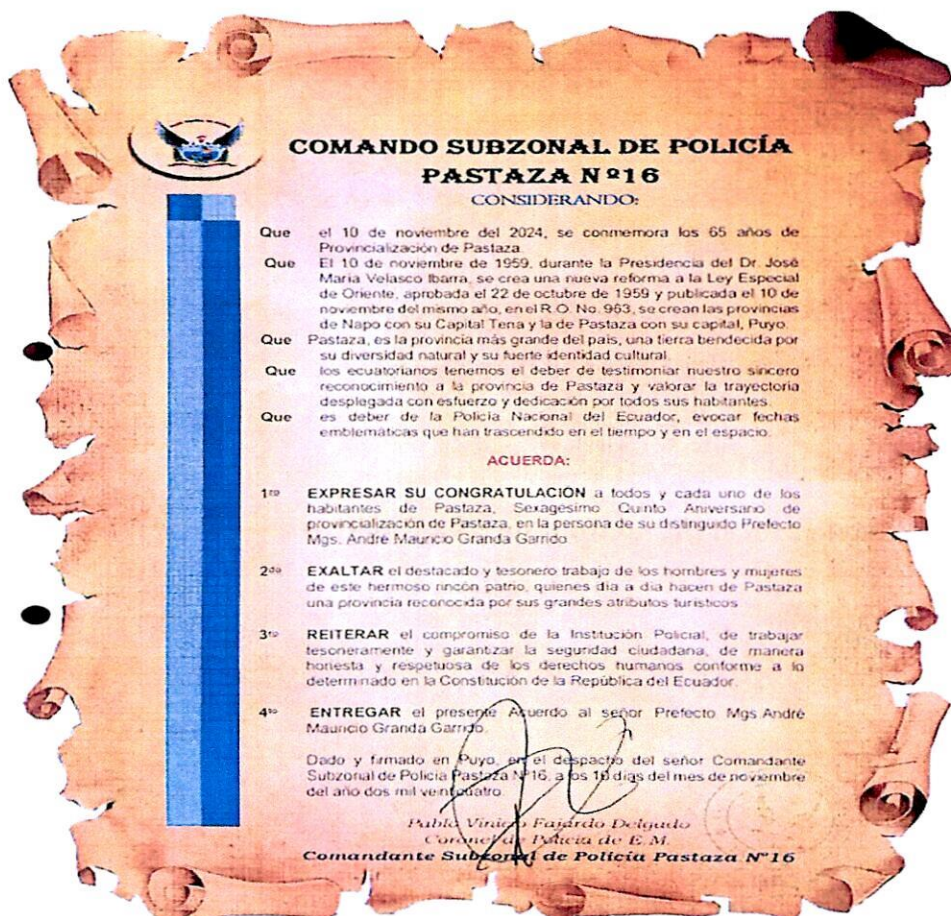 COMANDO SUBZONAL DE POLICÍA
PASTAZA Nº16
CONSIDERANDO:
Que el 10 de noviembre del 2024, se conmemora los 65 años de
Provincialización de Pastaza.
Que El 10 de noviembre de 1959, durante la Presidencia del Dr. José
María Velasco Ibarra, se crea una nueva reforma a la Ley Especial
de Oriente, aprobada el 22 de octubre de 1959 y publicada el 10 de
noviembre del mismo año, en el R.O. No. 963, se crean las provincias
de Napo con su Capital Tena y la de Pastaza con su capital, Puyo.
Que Pastaza, es la provincia más grande del país, una tierra bendecida por
su diversidad natural y su fuerte identidad cultural.
Que los ecuatorianos tenemos el deber de testimoniar nuestro sincero
reconocimiento a la provincia de Pastaza y valorar la trayectoria
desplegada con esfuerzo y dedicación por todos sus habitantes.
Que es deber de la Policía Nacional del Ecuador, evocar fechas
emblemáticas que han trascendido en el tiempo y en el espacio.
ACUERDA:
1ro EXPRESAR SU CONGRATULACIÓN a todos y cada uno de los
habitantes de Pastaza, Sexagésimo Quinto Aniversario de
provincialización de Pastaza, en la persona de su distinguido Prefecto
Mgs. André Mauricio Granda Garrido
2do EXALTAR el destacado y tesonero trabajo de los hombres y mujeres
de este hermoso rincón patrio, quienes día a día hacen de Pastaza
una provincia reconocida por sus grandes atributos turísticos
3ro REITERAR el compromiso de la Institución Policial, de trabajar
tesoneramente y garantizar la seguridad ciudadana, de manera
honesta y respetuosa de los derechos humanos conforme a lo
determinado en la Constitución de la República del Ecuador.
4to ENTREGAR el presente Acuerdo al señor Prefecto Mgs André
Mauricio Granda Garrido.
Dado y firmado en Puyo, en el despacho del señor Comandante
Subzonal de Policía Pastaza Nº16, a los 10 días del mes de noviembre
del año dos mil veinticuatro.
Pablo Vinicio Fajardo Delgado
Coronel de Policía de E.M.
Comandante Subzonal de Policía Pastaza N°16